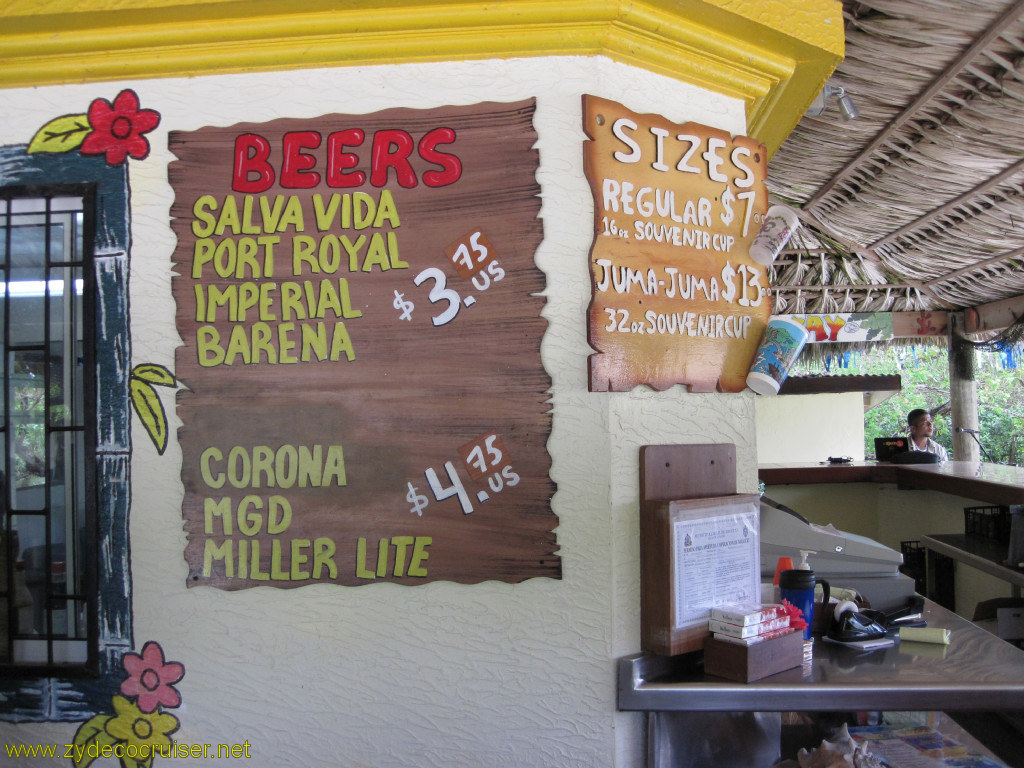 BEERS
SALVA VIDA
PORT ROYAL
IMPERIAL
BARENA
$3.75 US
CORONA
MGD
MILLER LITE
$4.75 US
SIZES
REGULAR $7.
16oz SOUVENIR CUP
JUMA-JUMA $13.
32oz SOUVENIR CUP
www.zydecocruiser.net